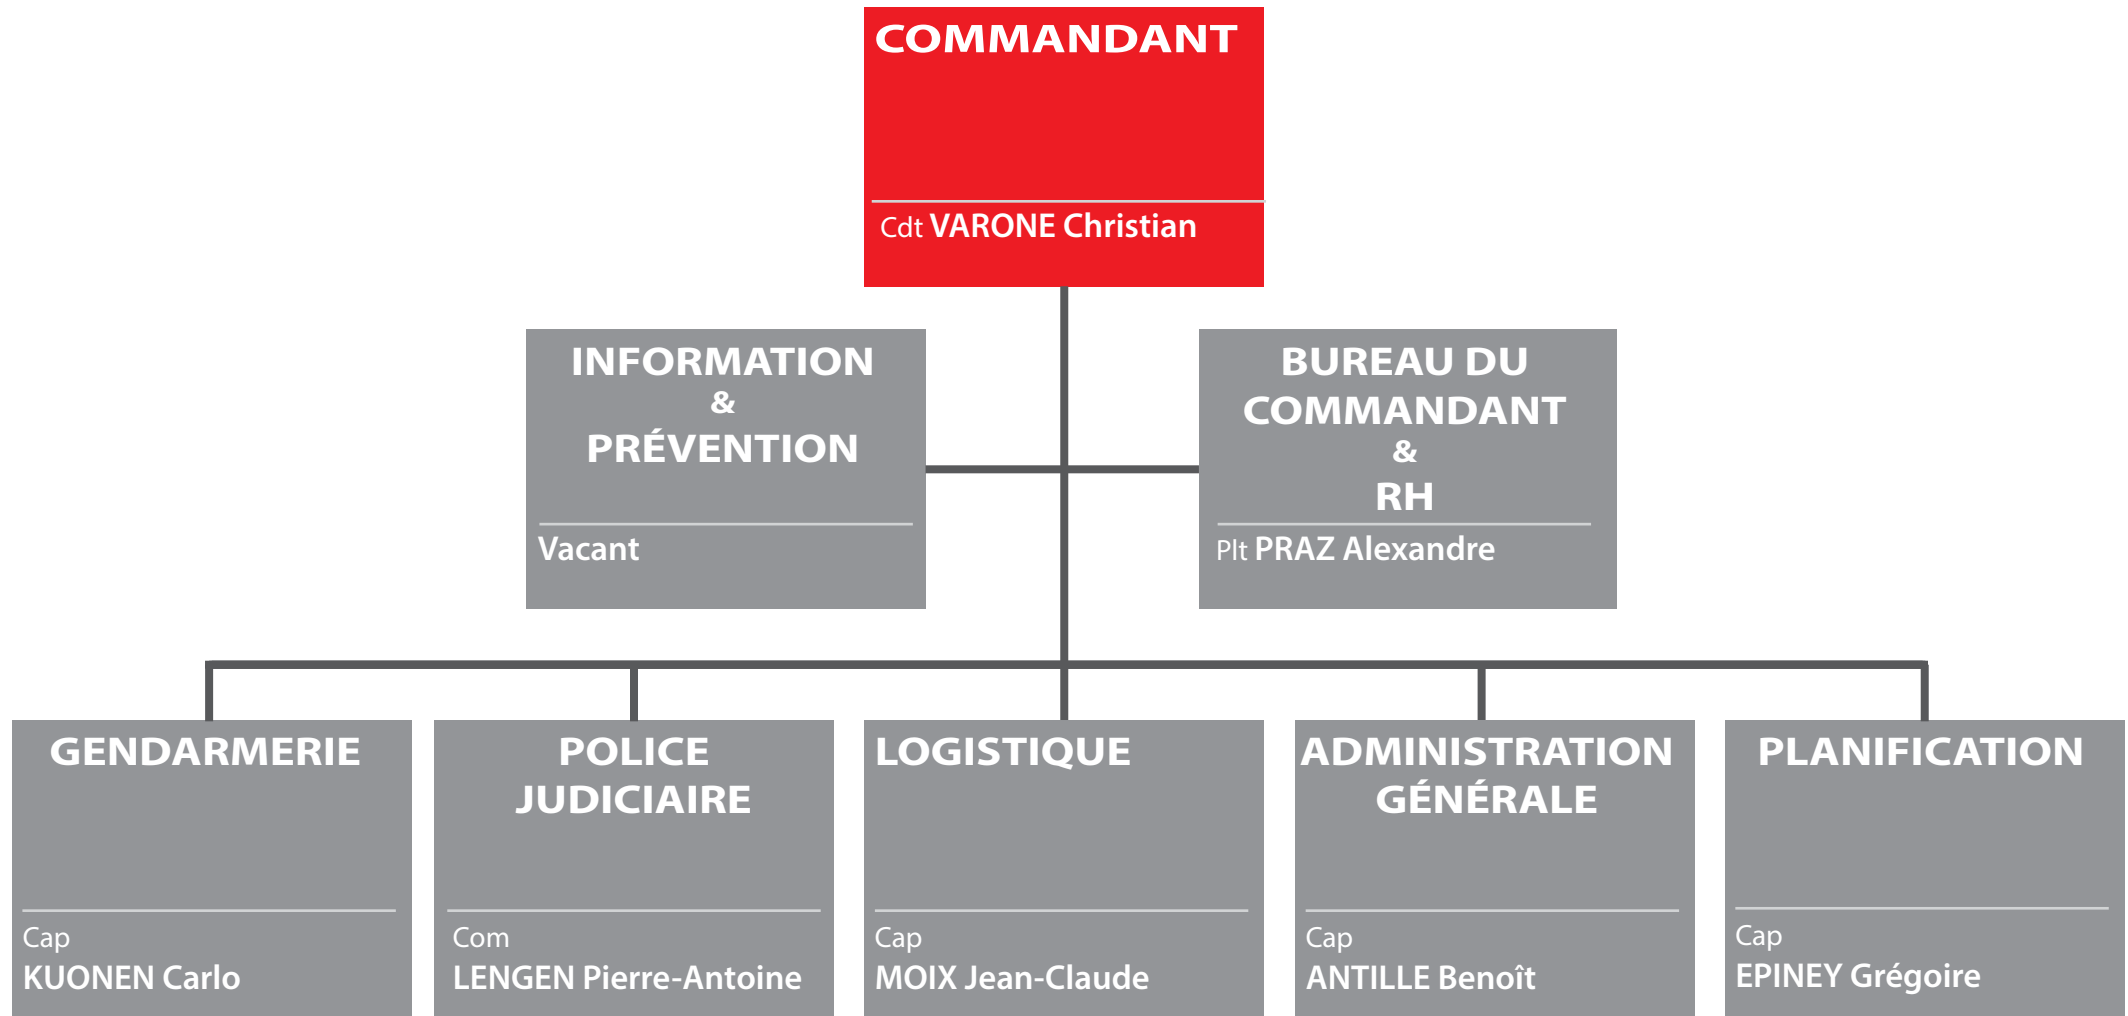 COMMANDANT
Cdt VARONE Christian
INFORMATION
&
PRÉVENTION
Vacant
BUREAU DU
COMMANDANT
&
RH
Plt PRAZ Alexandre
GENDARMERIE
Cap
KUONEN Carlo
POLICE
JUDICIAIRE
Com
LENGEN Pierre-Antoine
LOGISTIQUE
Cap
MOIX Jean-Claude
ADMINISTRATION
GÉNÉRALE
Cap
ANTILLE Benoît
PLANIFICATION
Cap
EPINEY Grégoire